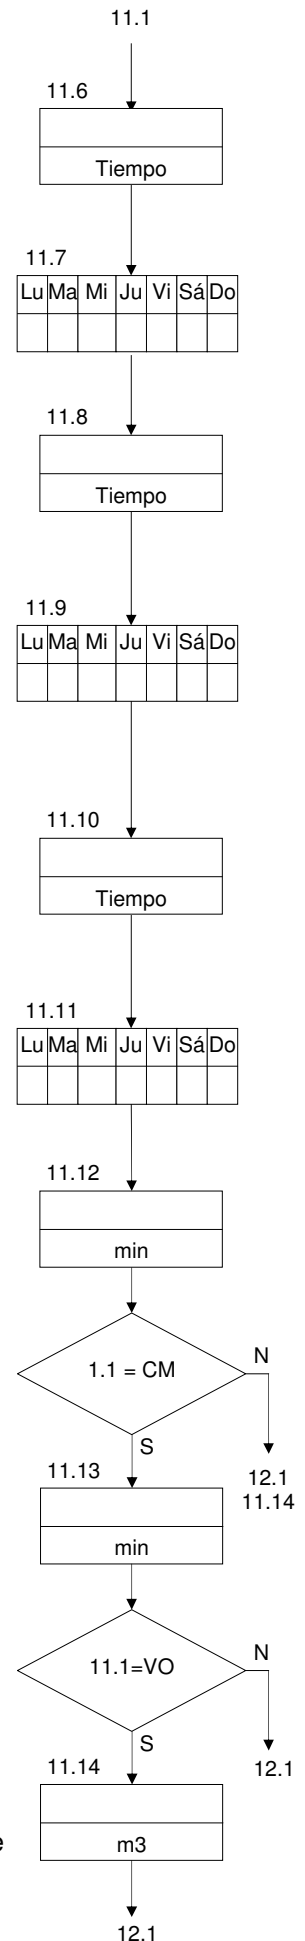 11.1
11.6
Tiempo
11.7
Lu Ma Mi Ju Vi Sá Do
11.8
Tiempo
11.9
Lu Ma Mi Ju Vi Sá Do
11.10
Tiempo
11.11
Lu Ma Mi Ju Vi Sá Do
11.12
min
1.1 = CM
N
S
12.1
11.14
11.13
min
11.1=VO
N
S
12.1
11.14
e
m3
12.1